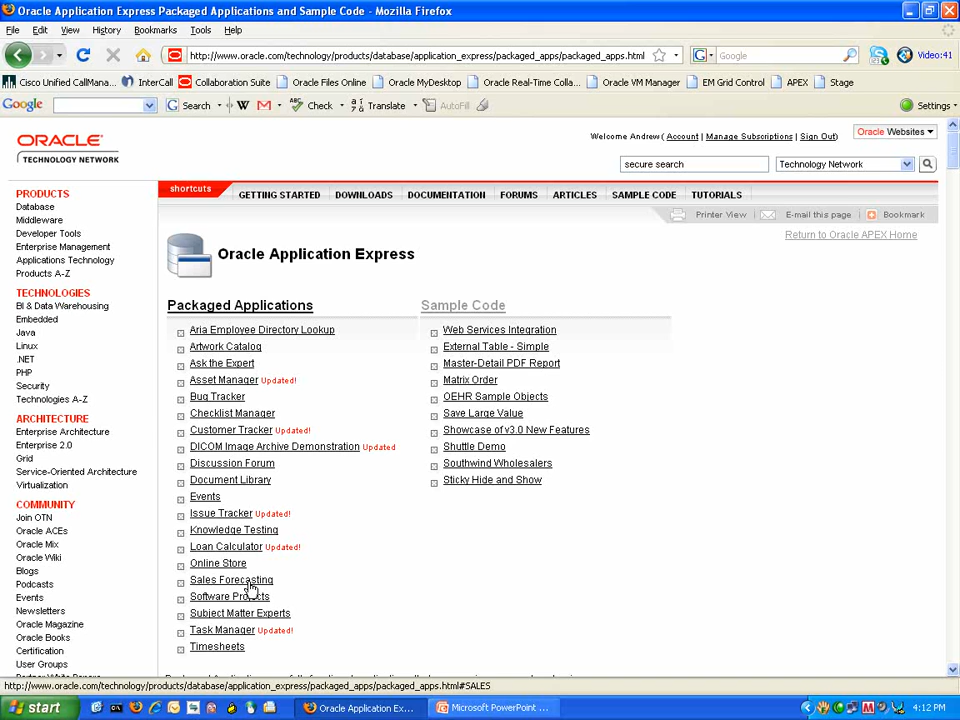 Oracle Application Express Packaged Applications and Sample Code - Mozilla Firefox
File Edit View History Bookmarks Tools Help
http://www.oracle.com/technology/products/database/application_express/packaged_apps/packaged_apps.html
Google
Video:41
Cisco Unified CallMana... InterCall Collaboration Suite Oracle Files Online Oracle MyDesktop Oracle Real-Time Colla... Oracle VM Manager EM Grid Control APEX Stage
Google Search Check Translate AutoFill Settings
ORACLE
TECHNOLOGY NETWORK
Welcome Andrew ( Account | Manage Subscriptions | Sign Out)
Oracle Websites
secure search
Technology Network
shortcuts GETTING STARTED DOWNLOADS DOCUMENTATION FORUMS ARTICLES SAMPLE CODE TUTORIALS
Printer View E-mail this page Bookmark
Return to Oracle APEX Home
PRODUCTS
Database
Middleware
Developer Tools
Enterprise Management
Applications Technology
Products A-Z
TECHNOLOGIES
BI & Data Warehousing
Embedded
Java
Linux
.NET
PHP
Security
Technologies A-Z
ARCHITECTURE
Enterprise Architecture
Enterprise 2.0
Grid
Service-Oriented Architecture
Virtualization
COMMUNITY
Join OTN
Oracle ACEs
Oracle Mix
Oracle Wiki
Blogs
Podcasts
Events
Newsletters
Oracle Magazine
Oracle Books
Certification
User Groups
Oracle Application Express
Packaged Applications
Aria Employee Directory Lookup
Artwork Catalog
Ask the Expert
Asset Manager Updated!
Bug Tracker
Checklist Manager
Customer Tracker Updated!
DICOM Image Archive Demonstration Updated
Discussion Forum
Document Library
Events
Issue Tracker Updated!
Knowledge Testing
Loan Calculator Updated!
Online Store
Sales Forecasting
Software Projects
Subject Matter Experts
Task Manager Updated!
Timesheets
Sample Code
Web Services Integration
External Table - Simple
Master-Detail PDF Report
Matrix Order
OEHR Sample Objects
Save Large Value
Showcase of v3.0 New Features
Shuttle Demo
Southwind Wholesalers
Sticky Hide and Show
http://www.oracle.com/technology/products/database/application_express/packaged_apps/packaged_apps.html#SALES
start
Oracle Application Ex...
Microsoft PowerPoint ...
4:12 PM